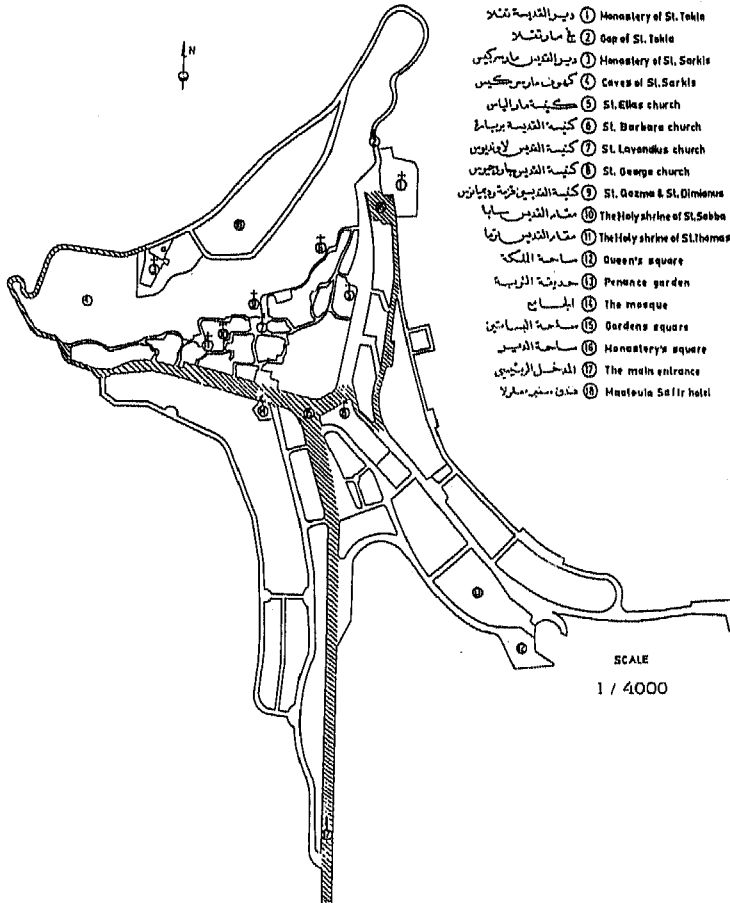 N
دير القديسة تقلا ① Monastery of St. Takla
فج مار تقلا ② Gap of St. Takla
دير القديس مار سركيس ③ Monastery of St. Sarkis
كهوف مار سركيس ④ Caves of St. Sarkis
كنيسة مار الياس ⑤ St. Elias church
كنيسة القديسة بربارة ⑥ St. Barbara church
كنيسة القديس لاونديوس ⑦ St. Lavandius church
كنيسة القديس جاورجيوس ⑧ St. George church
⑨ St. Qozma & St. Dimianus
مقام القديس سابا ⑩ The Holy shrine of St. Sabba
مقام القديس توما ⑪ The Holy shrine of St. Thomas
ساحة الملكة ⑫ Queen's square
حديقة التوبة ⑬ Penance garden
الجامع ⑭ The mosque
ساحة البساتين ⑮ Gardens square
ساحة الدير ⑯ Monastery's square
المدخل الرئيسي ⑰ The main entrance
فندق سفير معلولا ⑱ Maaloula Safir hotel
SCALE
1 / 4000